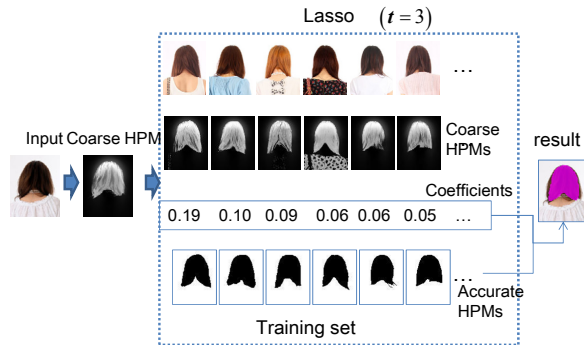 Lasso (t = 3)
...
Input Coarse HPM
Coarse HPMs
result
Coefficients
0.19 0.10 0.09 0.06 0.06 0.05 ...
...
Accurate HPMs
Training set